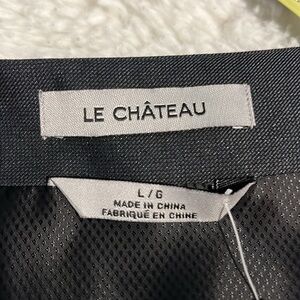 LE CHÂTEAU
L/G
MADE IN CHINA
FABRIQUÉ EN CHINE